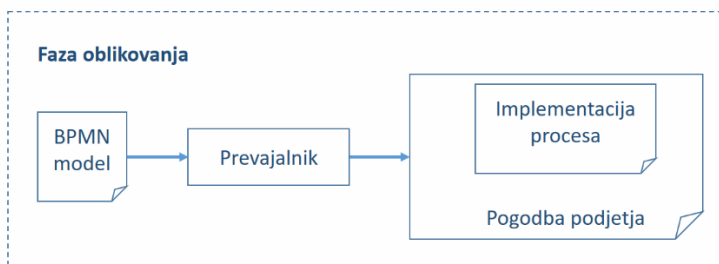 Faza oblikovanja
BPMN
model
Prevajalnik
Implementacija
procesa
Pogodba podjetja